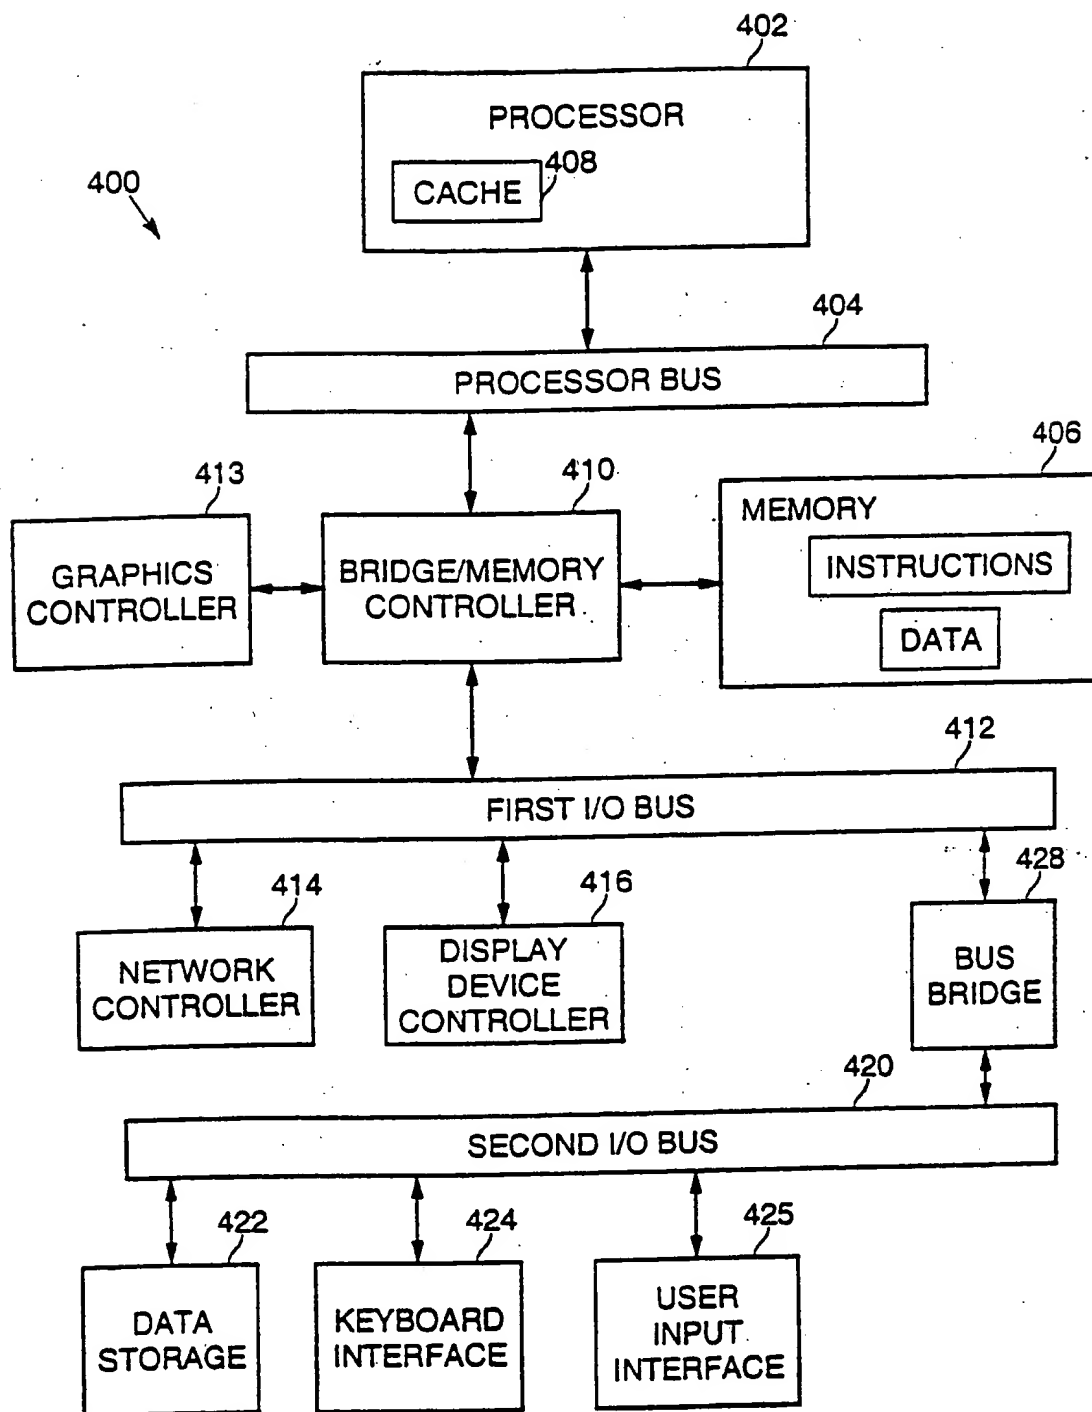 402
PROCESSOR
408
CACHE
400
404
PROCESSOR BUS
413
410
406
GRAPHICS
CONTROLLER
BRIDGE/MEMORY
CONTROLLER
MEMORY
INSTRUCTIONS
DATA
412
FIRST I/O BUS
414
416
428
NETWORK
CONTROLLER
DISPLAY
DEVICE
CONTROLLER
BUS
BRIDGE
420
SECOND I/O BUS
422
424
425
DATA
STORAGE
KEYBOARD
INTERFACE
USER
INPUT
INTERFACE